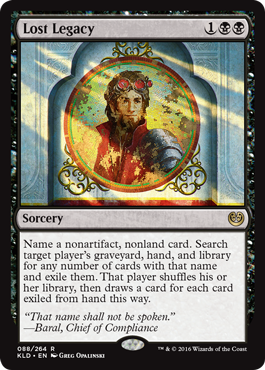 Lost Legacy 1
Sorcery
Name a nonartifact, nonland card. Search
target player's graveyard, hand, and library
for any number of cards with that name
and exile them. That player shuffles his or
her library, then draws a card for each card
exiled from hand this way.
"That name shall not be spoken."
—Baral, Chief of Compliance
088/264 R
KLD • EN Greg Opalinski
™ & © 2016 Wizards of the Coast